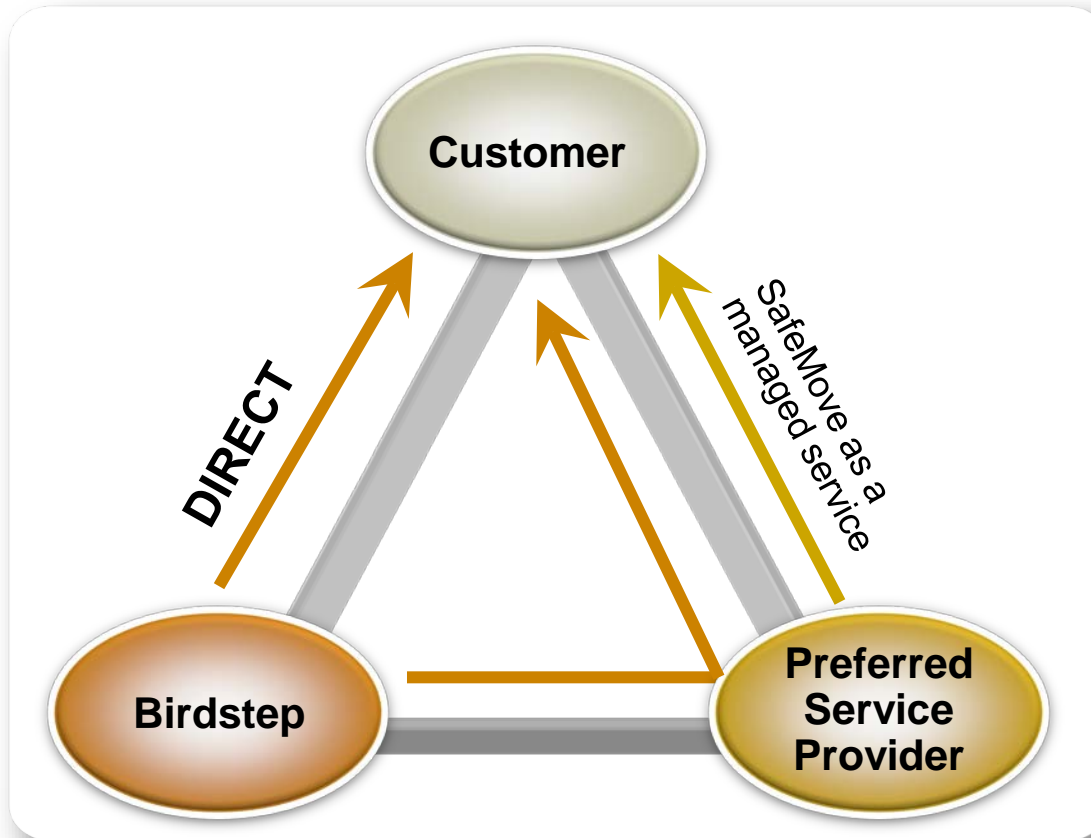 Customer
DIRECT
SafeMove as a
managed service
Birdstep
Preferred
Service
Provider